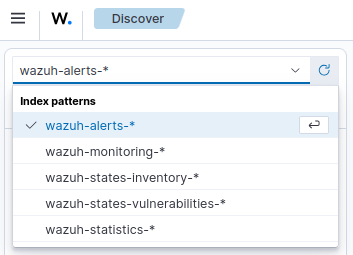 W.
Discover
wazuh-alerts-*
Index patterns
wazuh-alerts-*
wazuh-monitoring-*
wazuh-states-inventory-*
wazuh-states-vulnerabilities-*
wazuh-statistics-*